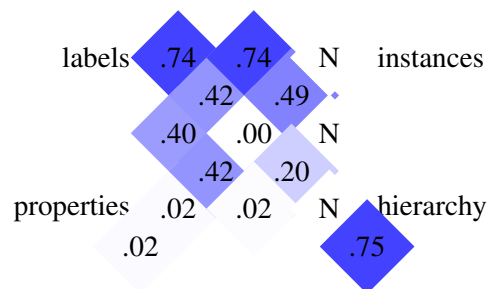 labels .74 .74 N instances
.42 .49
.40 .00 N
.42 .20
properties .02 .02 N hierarchy
.02 .75